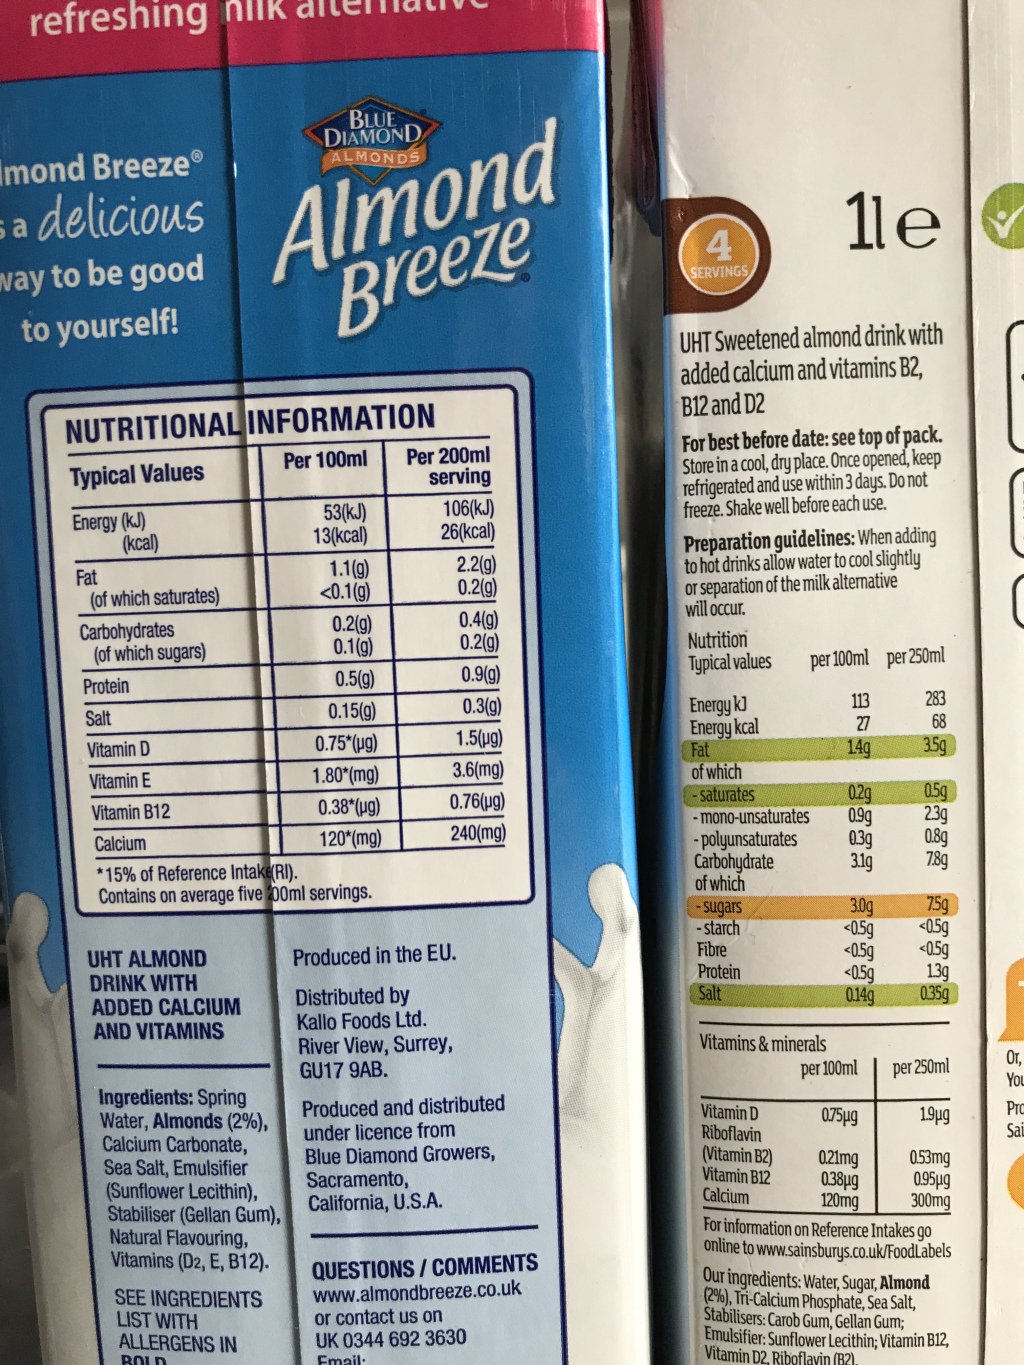 refreshing milk alternative
BLUE
DIAMOND
ALMONDS
Almond
Breeze®
mond Breeze®
a delicious
way to be good
to yourself!
NUTRITIONAL INFORMATION
Typical Values Per 100ml Per 200ml
serving
Energy (kJ) 53(kJ) 106(kJ)
(kcal) 13(kcal) 26(kcal)
Fat 1.1(g) 2.2(g)
(of which saturates) <0.1(g) 0.2(g)
Carbohydrates 0.2(g) 0.4(g)
(of which sugars) 0.1(g) 0.2(g)
Protein 0.5(g) 0.9(g)
Salt 0.15(g) 0.3(g)
Vitamin D 0.75*(µg) 1.5(µg)
Vitamin E 1.80*(mg) 3.6(mg)
Vitamin B12 0.38*(µg) 0.76(µg)
Calcium 120*(mg) 240(mg)
*15% of Reference Intake(RI).
Contains on average five 200ml servings.
UHT ALMOND
DRINK WITH
ADDED CALCIUM
AND VITAMINS
Ingredients: Spring
Water, Almonds (2%),
Calcium Carbonate,
Sea Salt, Emulsifier
(Sunflower Lecithin),
Stabiliser (Gellan Gum),
Natural Flavouring,
Vitamins (D2, E, B12).
SEE INGREDIENTS
LIST WITH
ALLERGENS IN
BOLD
Produced in the EU.
Distributed by
Kallo Foods Ltd.
River View, Surrey,
GU17 9AB.
Produced and distributed
under licence from
Blue Diamond Growers,
Sacramento,
California, U.S.A.
QUESTIONS / COMMENTS
www.almondbreeze.co.uk
or contact us on
UK 0344 692 3630
Email:
4
SERVINGS
1l e
UHT Sweetened almond drink with
added calcium and vitamins B2,
B12 and D2
For best before date: see top of pack.
Store in a cool, dry place. Once opened, keep
refrigerated and use within 3 days. Do not
freeze. Shake well before each use.
Preparation guidelines: When adding
to hot drinks allow water to cool slightly
or separation of the milk alternative
will occur.
Nutrition
Typical values per 100ml per 250ml
Energy kJ 113 283
Energy kcal 27 68
Fat 1.4g 3.5g
of which
- saturates 0.2g 0.5g
- mono-unsaturates 0.9g 2.3g
- polyunsaturates 0.3g 0.8g
Carbohydrate 3.1g 7.8g
of which
- sugars 3.0g 7.5g
- starch <0.5g <0.5g
Fibre <0.5g <0.5g
Protein <0.5g 1.3g
Salt 0.14g 0.35g
Vitamins & minerals
per 100ml per 250ml
Vitamin D 0.75µg 1.9µg
Riboflavin
(Vitamin B2) 0.21mg 0.53mg
Vitamin B12 0.38µg 0.95µg
Calcium 120mg 300mg
For information on Reference Intakes go
online to www.sainsburys.co.uk/FoodLabels
Our ingredients: Water, Sugar, Almond
(2%), Tri-Calcium Phosphate, Sea Salt,
Stabilisers: Carob Gum, Gellan Gum;
Emulsifier: Sunflower Lecithin; Vitamin B12,
Vitamin D2, Riboflavin (B2).
Or,
You
Pro
Sai